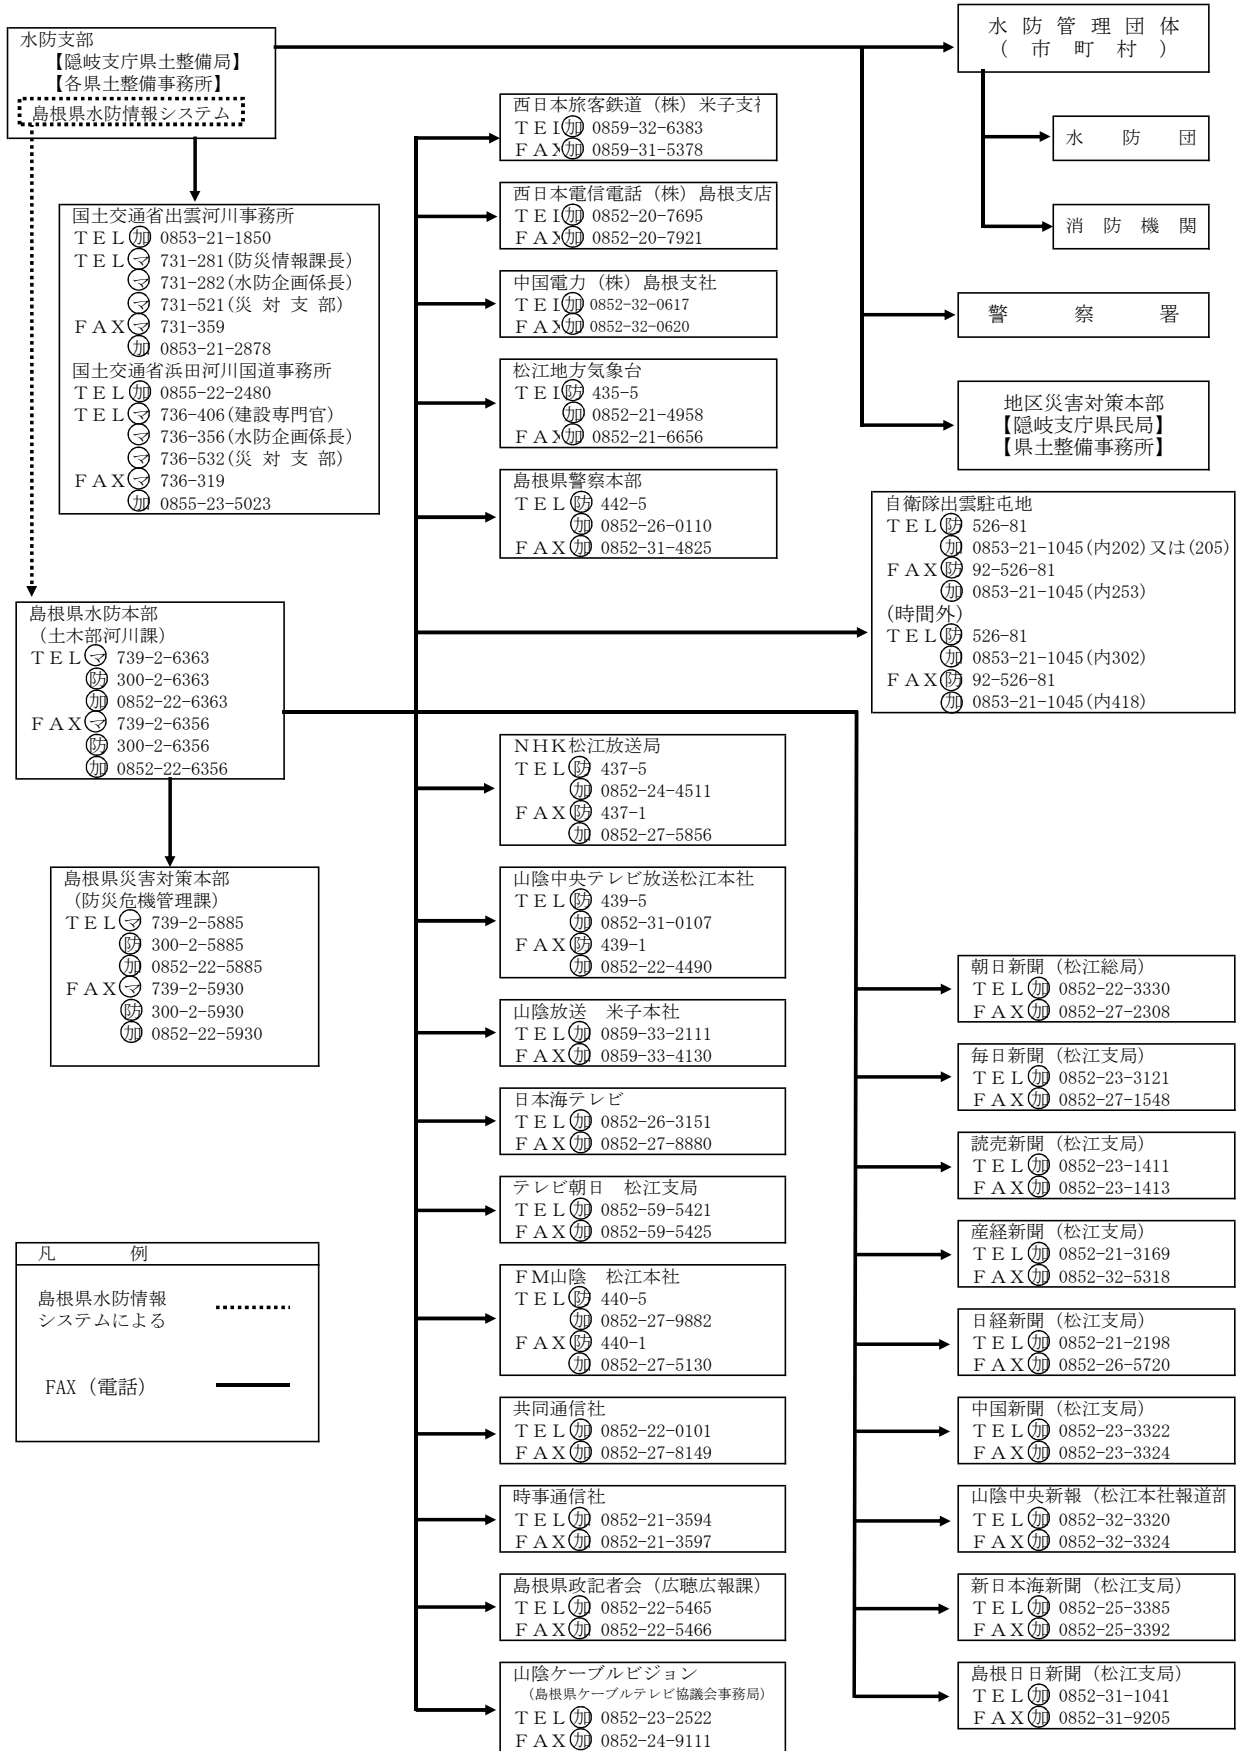 水防支部
【隠岐支庁県土整備局】
【各県土整備事務所】
島根県水防情報システム
国土交通省出雲河川事務所
ＴＥＬ㋕ 0853-21-1850
ＴＥＬ㋮ 731-281(防災情報課長)
㋮ 731-282(水防企画係長)
㋮ 731-521(災 対 支 部)
ＦＡＸ㋮ 731-359
加 0853-21-2878
国土交通省浜田河川国道事務所
ＴＥＬ加 0855-22-2480
ＴＥＬ㋮ 736-406(建設専門官)
㋮ 736-356(水防企画係長)
㋮ 736-532(災 対 支 部)
ＦＡＸ㋮ 736-319
加 0855-23-5023
島根県水防本部
（土木部河川課）
ＴＥＬ㋮ 739-2-6363
防 300-2-6363
加 0852-22-6363
ＦＡＸ㋮ 739-2-6356
防 300-2-6356
加 0852-22-6356
島根県災害対策本部
（防災危機管理課）
ＴＥＬ㋮ 739-2-5885
防 300-2-5885
加 0852-22-5885
ＦＡＸ㋮ 739-2-5930
防 300-2-5930
加 0852-22-5930
凡　　例
島根県水防情報
システムによる
FAX（電話）
西日本旅客鉄道（株）米子支社
ＴＥＬ加 0859-32-6383
ＦＡＸ加 0859-31-5378
西日本電信電話（株）島根支店
ＴＥＬ加 0852-20-7695
ＦＡＸ加 0852-20-7921
中国電力（株）島根支社
ＴＥＬ加 0852-32-0617
ＦＡＸ加 0852-32-0620
松江地方気象台
ＴＥＬ防 435-5
加 0852-21-4958
ＦＡＸ加 0852-21-6656
島根県警察本部
ＴＥＬ防 442-5
加 0852-26-0110
ＦＡＸ加 0852-31-4825
ＮＨＫ松江放送局
ＴＥＬ防 437-5
加 0852-24-4511
ＦＡＸ防 437-1
加 0852-27-5856
山陰中央テレビ放送松江本社
ＴＥＬ防 439-5
加 0852-31-0107
ＦＡＸ防 439-1
加 0852-22-4490
山陰放送　米子本社
ＴＥＬ加 0859-33-2111
ＦＡＸ加 0859-33-4130
日本海テレビ
ＴＥＬ加 0852-26-3151
ＦＡＸ加 0852-27-8880
テレビ朝日　松江支局
ＴＥＬ加 0852-59-5421
ＦＡＸ加 0852-59-5425
ＦＭ山陰　松江本社
ＴＥＬ防 440-5
加 0852-27-9882
ＦＡＸ防 440-1
加 0852-27-5130
共同通信社
ＴＥＬ加 0852-22-0101
ＦＡＸ加 0852-27-8149
時事通信社
ＴＥＬ加 0852-21-3594
ＦＡＸ加 0852-21-3597
島根県政記者会（広聴広報課）
ＴＥＬ加 0852-22-5465
ＦＡＸ加 0852-22-5466
山陰ケーブルビジョン
（島根県ケーブルテレビ協議会事務局）
ＴＥＬ加 0852-23-2522
ＦＡＸ加 0852-24-9111
水 防 管 理 団 体
（ 市 町 村 ）
水　防　団
消 防 機 関
警　察　署
地区災害対策本部
【隠岐支庁県民局】
【県土整備事務所】
自衛隊出雲駐屯地
ＴＥＬ防 526-81
加 0853-21-1045(内202)又は(205)
ＦＡＸ防 92-526-81
加 0853-21-1045(内253)
(時間外)
ＴＥＬ防 526-81
加 0853-21-1045(内302)
ＦＡＸ防 92-526-81
加 0853-21-1045(内418)
朝日新聞（松江総局）
ＴＥＬ加 0852-22-3330
ＦＡＸ加 0852-27-2308
毎日新聞（松江支局）
ＴＥＬ加 0852-23-3121
ＦＡＸ加 0852-27-1548
読売新聞（松江支局）
ＴＥＬ加 0852-23-1411
ＦＡＸ加 0852-23-1413
産経新聞（松江支局）
ＴＥＬ加 0852-21-3169
ＦＡＸ加 0852-32-5318
日経新聞（松江支局）
ＴＥＬ加 0852-21-2198
ＦＡＸ加 0852-26-5720
中国新聞（松江支局）
ＴＥＬ加 0852-23-3322
ＦＡＸ加 0852-23-3324
山陰中央新報（松江本社報道部
ＴＥＬ加 0852-32-3320
ＦＡＸ加 0852-32-3324
新日本海新聞（松江支局）
ＴＥＬ加 0852-25-3385
ＦＡＸ加 0852-25-3392
島根日日新聞（松江支局）
ＴＥＬ加 0852-31-1041
ＦＡＸ加 0852-31-9205